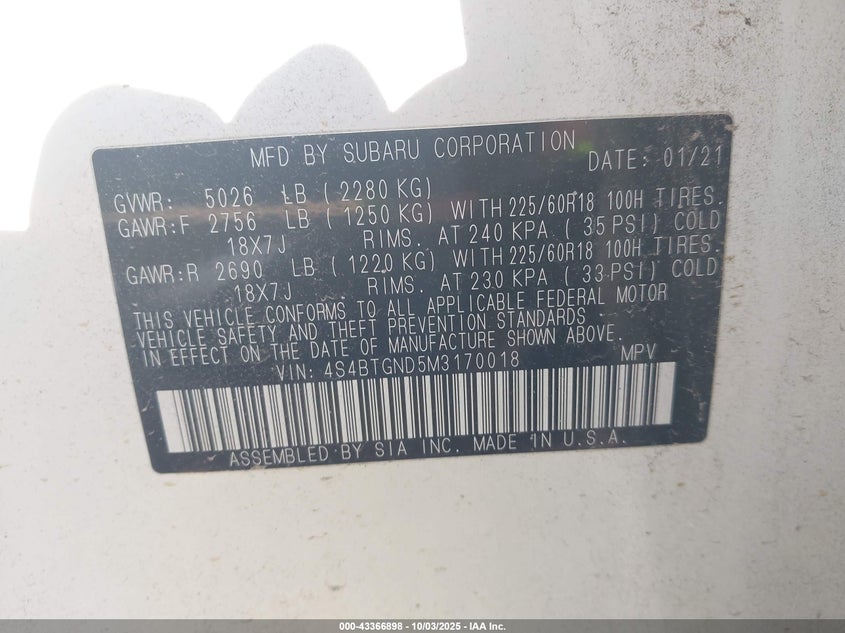 MFD BY SUBARU CORPORATION DATE: 01/21
GVWR: 5026 LB (2280 KG)
GAWR:F 2756 LB (1250 KG) WITH 225/60R18 100H TIRES.
18X7J RIMS. AT 240 KPA (35 PSI) COLD
GAWR:R 2690 LB (1220 KG) WITH 225/60R18 100H TIRES.
18X7J RIMS. AT 230 KPA (33 PSI) COLD
THIS VEHICLE CONFORMS TO ALL APPLICABLE FEDERAL MOTOR
VEHICLE SAFETY AND THEFT PREVENTION STANDARDS
IN EFFECT ON THE DATE OF MANUFACTURE SHOWN ABOVE.
VIN: 4S4BTGND5M3170018 MPV
ASSEMBLED BY SIA INC. MADE IN U.S.A.
000-43366898 - 10/03/2025 - IAA Inc.